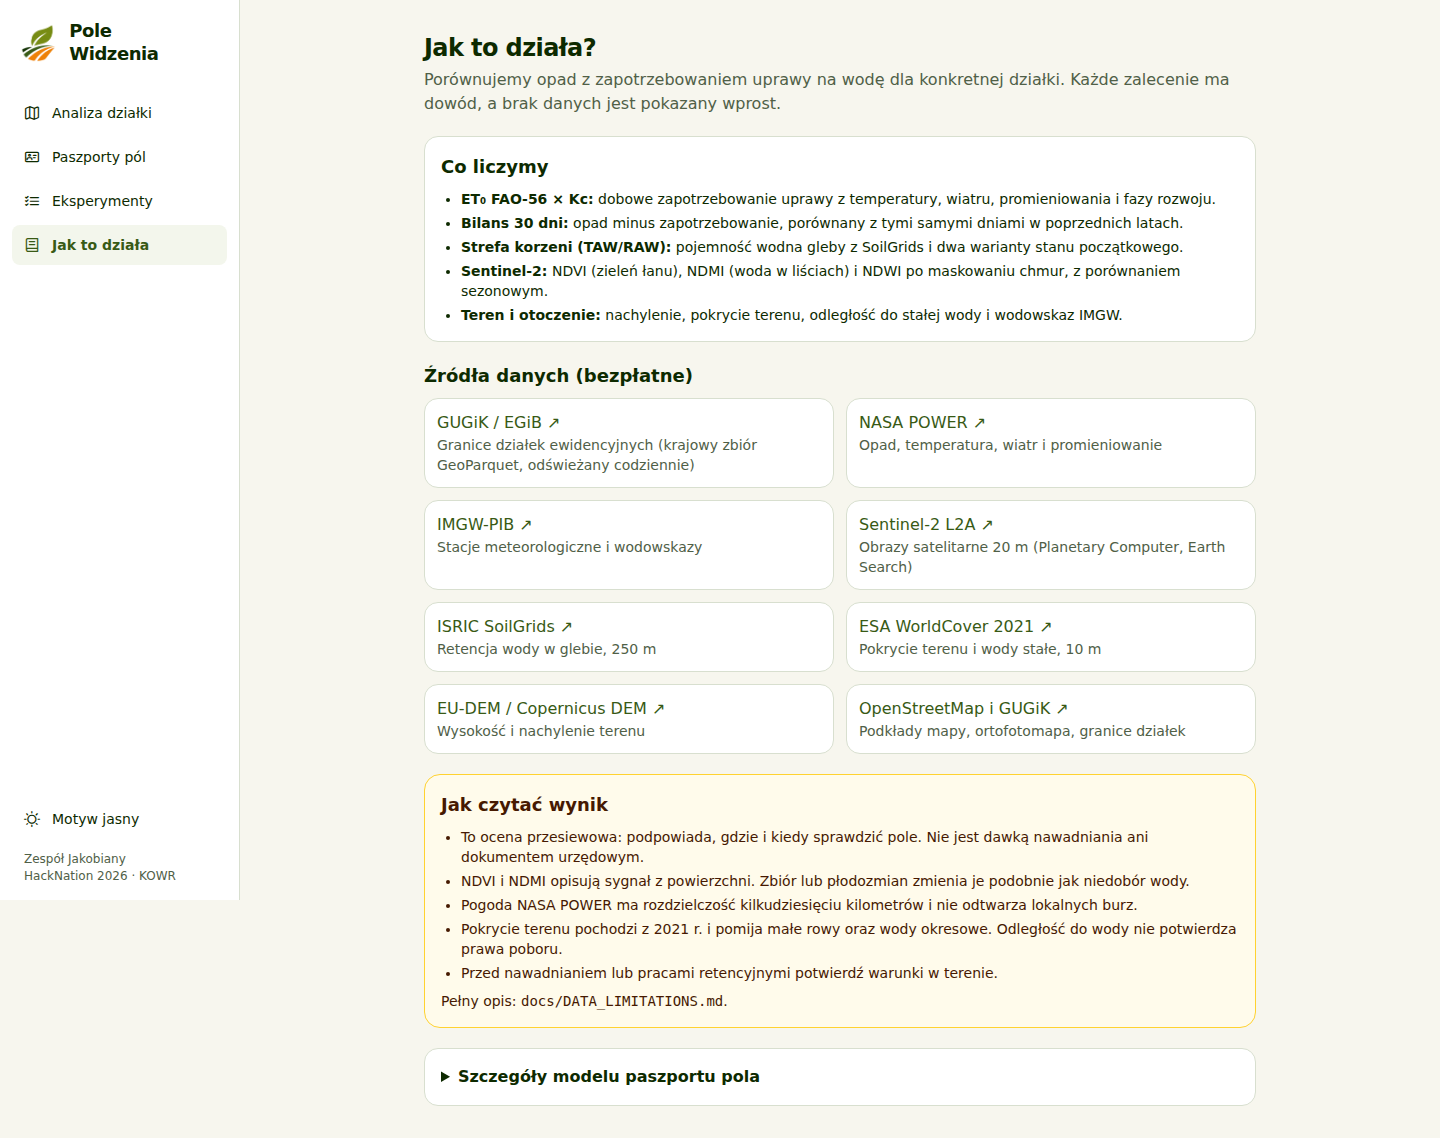 Pole
Widzenia
Analiza działki
Paszporty pól
Eksperymenty
Jak to działa
Motyw jasny
Zespół Jakobiany
HackNation 2026 · KOWR
Jak to działa?
Porównujemy opad z zapotrzebowaniem uprawy na wodę dla konkretnej działki. Każde zalecenie ma
dowód, a brak danych jest pokazany wprost.
Co liczymy
• ET₀ FAO-56 × Kc: dobowe zapotrzebowanie uprawy z temperatury, wiatru, promieniowania i fazy rozwoju.
• Bilans 30 dni: opad minus zapotrzebowanie, porównany z tymi samymi dniami w poprzednich latach.
• Strefa korzeni (TAW/RAW): pojemność wodna gleby z SoilGrids i dwa warianty stanu początkowego.
• Sentinel-2: NDVI (zieleń łanu), NDMI (woda w liściach) i NDWI po maskowaniu chmur, z porównaniem
sezonowym.
• Teren i otoczenie: nachylenie, pokrycie terenu, odległość do stałej wody i wodowskaz IMGW.
Źródła danych (bezpłatne)
GUGiK / EGiB ↗
Granice działek ewidencyjnych (krajowy zbiór
GeoParquet, odświeżany codziennie)
NASA POWER ↗
Opad, temperatura, wiatr i promieniowanie
IMGW-PIB ↗
Stacje meteorologiczne i wodowskazy
Sentinel-2 L2A ↗
Obrazy satelitarne 20 m (Planetary Computer, Earth
Search)
ISRIC SoilGrids ↗
Retencja wody w glebie, 250 m
ESA WorldCover 2021 ↗
Pokrycie terenu i wody stałe, 10 m
EU-DEM / Copernicus DEM ↗
Wysokość i nachylenie terenu
OpenStreetMap i GUGiK ↗
Podkłady mapy, ortofotomapa, granice działek
Jak czytać wynik
• To ocena przesiewowa: podpowiada, gdzie i kiedy sprawdzić pole. Nie jest dawką nawadniania ani
dokumentem urzędowym.
• NDVI i NDMI opisują sygnał z powierzchni. Zbiór lub płodozmian zmienia je podobnie jak niedobór wody.
• Pogoda NASA POWER ma rozdzielczość kilkudziesięciu kilometrów i nie odtwarza lokalnych burz.
• Pokrycie terenu pochodzi z 2021 r. i pomija małe rowy oraz wody okresowe. Odległość do wody nie potwierdza
prawa poboru.
• Przed nawadnianiem lub pracami retencyjnymi potwierdź warunki w terenie.
Pełny opis: docs/DATA_LIMITATIONS.md.
▶ Szczegóły modelu paszportu pola